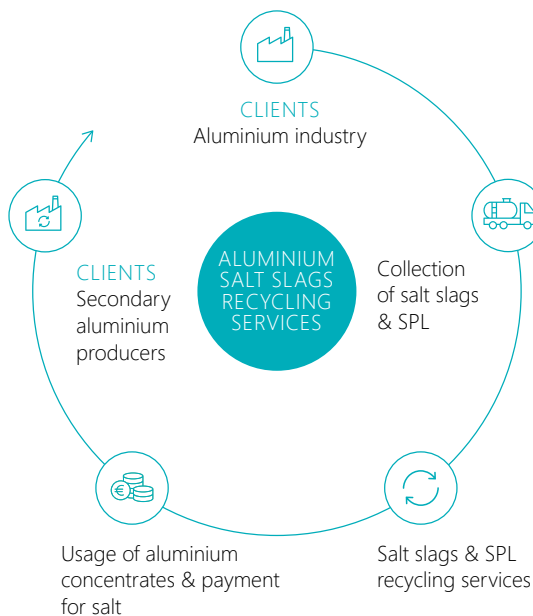 CLIENTS
Aluminium industry
ALUMINIUM
SALT SLAGS
RECYCLING
SERVICES
Collection
of salt slags
& SPL
Salt slags & SPL
recycling services
Usage of aluminium
concentrates & payment
for salt
€
CLIENTS
Secondary
aluminium
producers